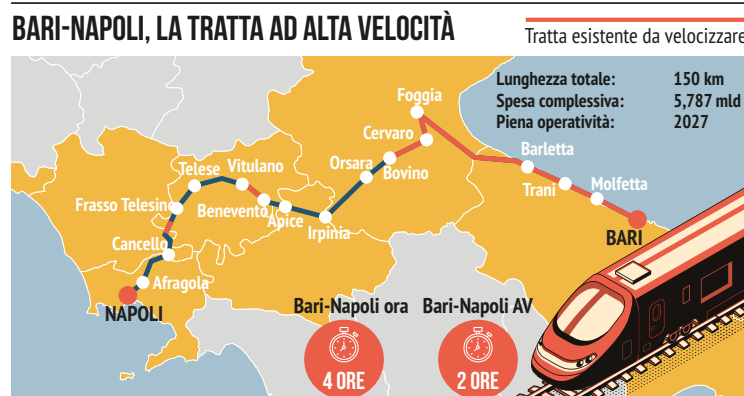 BARI-NAPOLI, LA TRATTA AD ALTA VELOCITÀ
Tratta esistente da velocizzare
Lunghezza totale: 150 km
Spesa complessiva: 5,787 mld
Piena operatività: 2027
Foggia
Cervaro
Barletta
Orsara
Bovino
Telese
Vitulano
Trani
Molfetta
Frasso Telesino
Benevento
Apice
Irpinia
BARI
Cancello
Afragola
NAPOLI
Bari-Napoli ora
Bari-Napoli AV
4 ORE
2 ORE